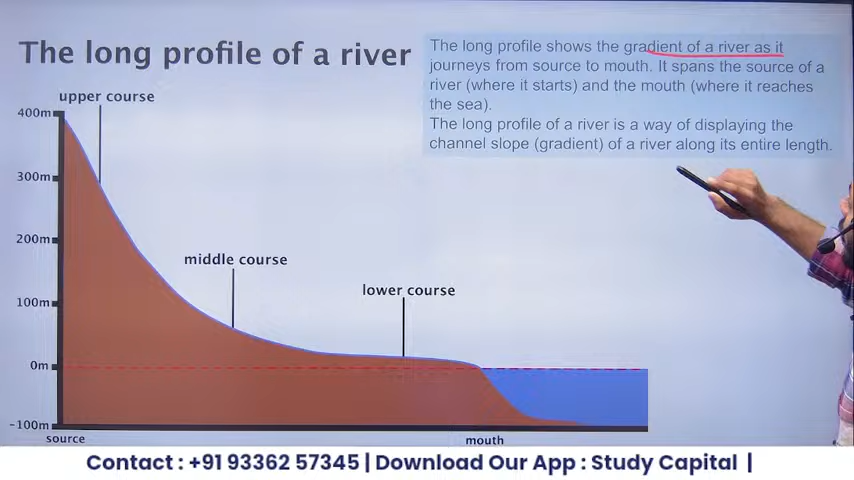 The long profile of a river
The long profile shows the gradient of a river as it
journeys from source to mouth. It spans the source of a
river (where it starts) and the mouth (where it reaches
the sea).
The long profile of a river is a way of displaying the
channel slope (gradient) of a river along its entire length.
upper course
400m
300m
middle course
200m
lower course
100m
0m
-100m
source
mouth
Contact : +91 93362 57345 | Download Our App : Study Capital |